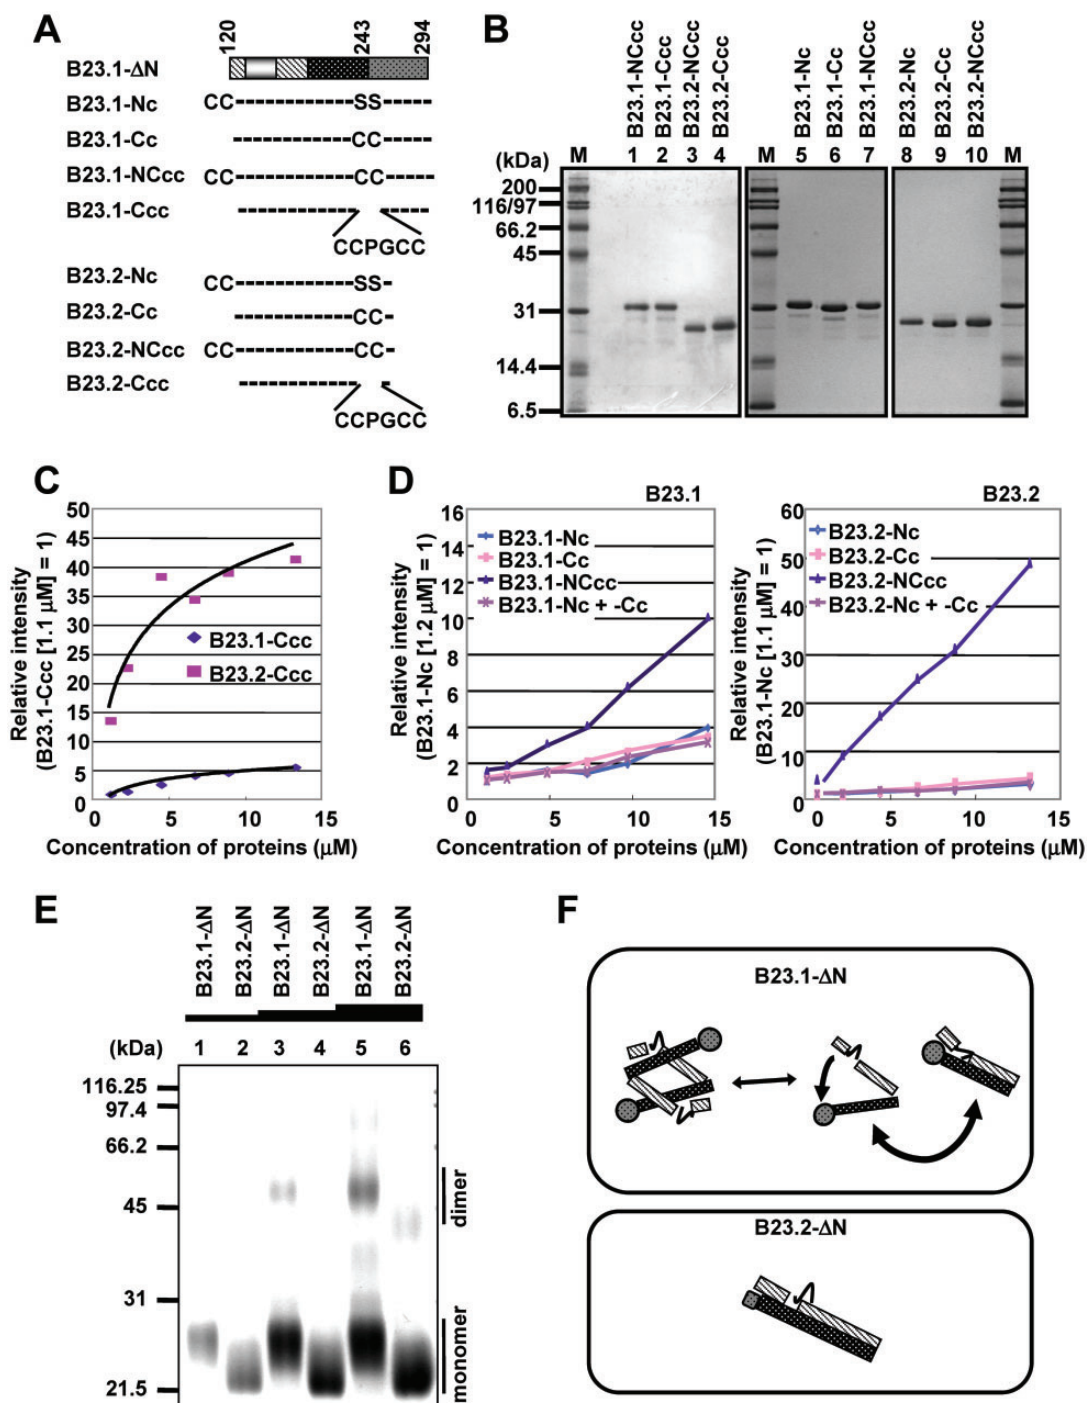 A
120
243
294
B23.1-ΔN
B23.1-Nc
CC
SS
B23.1-Cc
CC
B23.1-NCcc
CC
CC
B23.1-Ccc
CCPGCC
B23.2-Nc
CC
SS
B23.2-Cc
CC
B23.2-NCcc
CC
CC
B23.2-Ccc
CCPGCC
B
B23.1-NCcc
B23.1-Ccc
B23.2-NCcc
B23.2-Ccc
B23.1-Nc
B23.1-Cc
B23.1-NCcc
B23.2-Nc
B23.2-Cc
B23.2-NCcc
(kDa)
M 1 2 3 4 M 5 6 7 8 9 10 M
200
116/97
66.2
45
31
14.4
6.5
C
Relative intensity
(B23.1-Ccc [1.1 μM] = 1)
50
45
40
35
30
25
20
15
10
5
0
B23.1-Ccc
B23.2-Ccc
0 5 10 15
Concentration of proteins (μM)
D
B23.1
Relative intensity
(B23.1-Nc [1.2 μM] = 1)
16
14
12
10
8
6
4
2
0
B23.1-Nc
B23.1-Cc
B23.1-NCcc
B23.1-Nc + -Cc
0 5 10 15
B23.2
Relative intensity
(B23.1-Nc [1.1 μM] = 1)
60
50
40
30
20
10
0
B23.2-Nc
B23.2-Cc
B23.2-NCcc
B23.2-Nc + -Cc
0 5 10 15
Concentration of proteins (μM)
Concentration of proteins (μM)
E
B23.1-ΔN
B23.2-ΔN
B23.1-ΔN
B23.2-ΔN
B23.1-ΔN
B23.2-ΔN
(kDa)
1 2 3 4 5 6
116.25
97.4
66.2
45
31
21.5
dimer
monomer
F
B23.1-ΔN
B23.2-ΔN